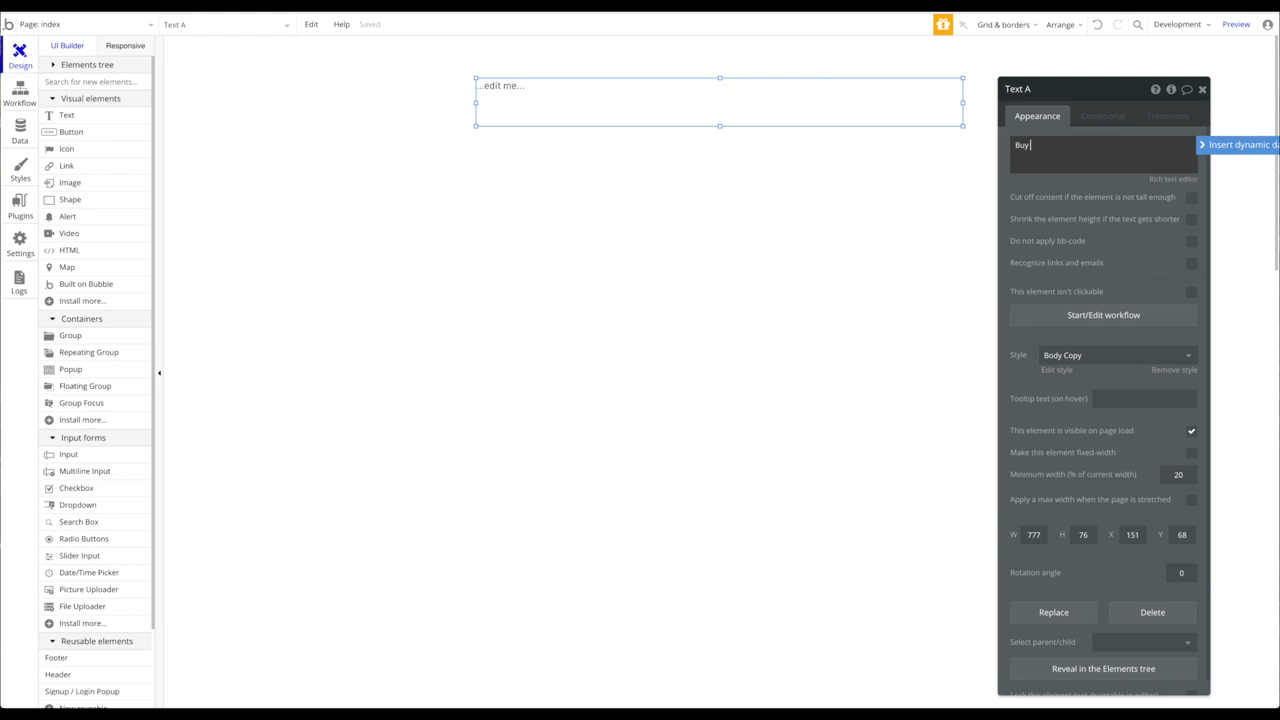 Page: index
Text A
Edit
Help
Saved
Grid & borders
Arrange
Development
Preview
Design
Workflow
Data
Styles
Plugins
Settings
Logs
UI Builder
Responsive
Elements tree
Search for new elements...
Visual elements
Text
Button
Icon
Link
Image
Shape
Alert
Video
HTML
Map
Built on Bubble
Install more...
Containers
Group
Repeating Group
Popup
Floating Group
Group Focus
Install more...
Input forms
Input
Multiline Input
Checkbox
Dropdown
Search Box
Radio Buttons
Slider Input
Date/Time Picker
Picture Uploader
File Uploader
Install more...
Reusable elements
Footer
Header
Signup / Login Popup
New reusable
...edit me...
Text A
Appearance
Conditional
Transitions
Buy
Insert dynamic da
Rich text editor
Cut off content if the element is not tall enough
Shrink the element height if the text gets shorter
Do not apply bb-code
Recognize links and emails
This element isn't clickable
Start/Edit workflow
Style
Body Copy
Edit style
Remove style
Tooltip text (on hover)
This element is visible on page load
Make this element fixed-width
Minimum width (% of current width)
20
Apply a max width when the page is stretched
W 777 H 76 X 151 Y 68
Rotation angle
0
Replace
Delete
Select parent/child
Reveal in the Elements tree